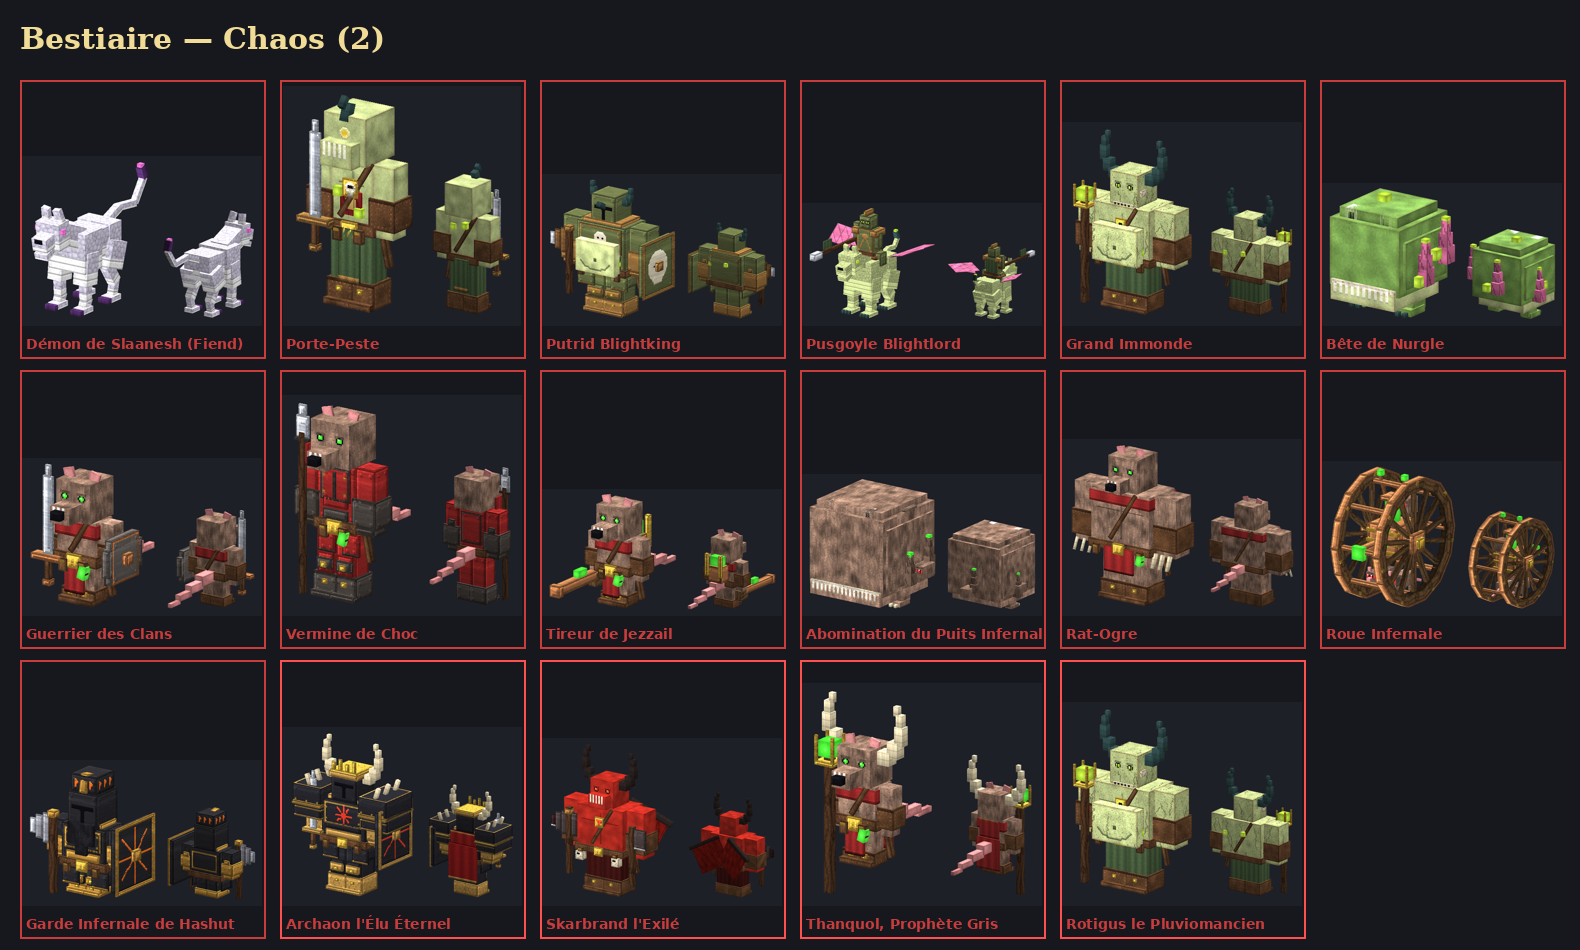 Bestiaire — Chaos (2)
Démon de Slaanesh (Fiend)
Porte-Peste
Putrid Blightking
Pusgoyle Blightlord
Grand Immonde
Bête de Nurgle
Guerrier des Clans
Vermine de Choc
Tireur de Jezzail
Abomination du Puits Infernal
Rat-Ogre
Roue Infernale
Garde Infernale de Hashut
Archaon l'Élu Éternel
Skarbrand l'Exilé
Thanquol, Prophète Gris
Rotigus le Pluviomancien